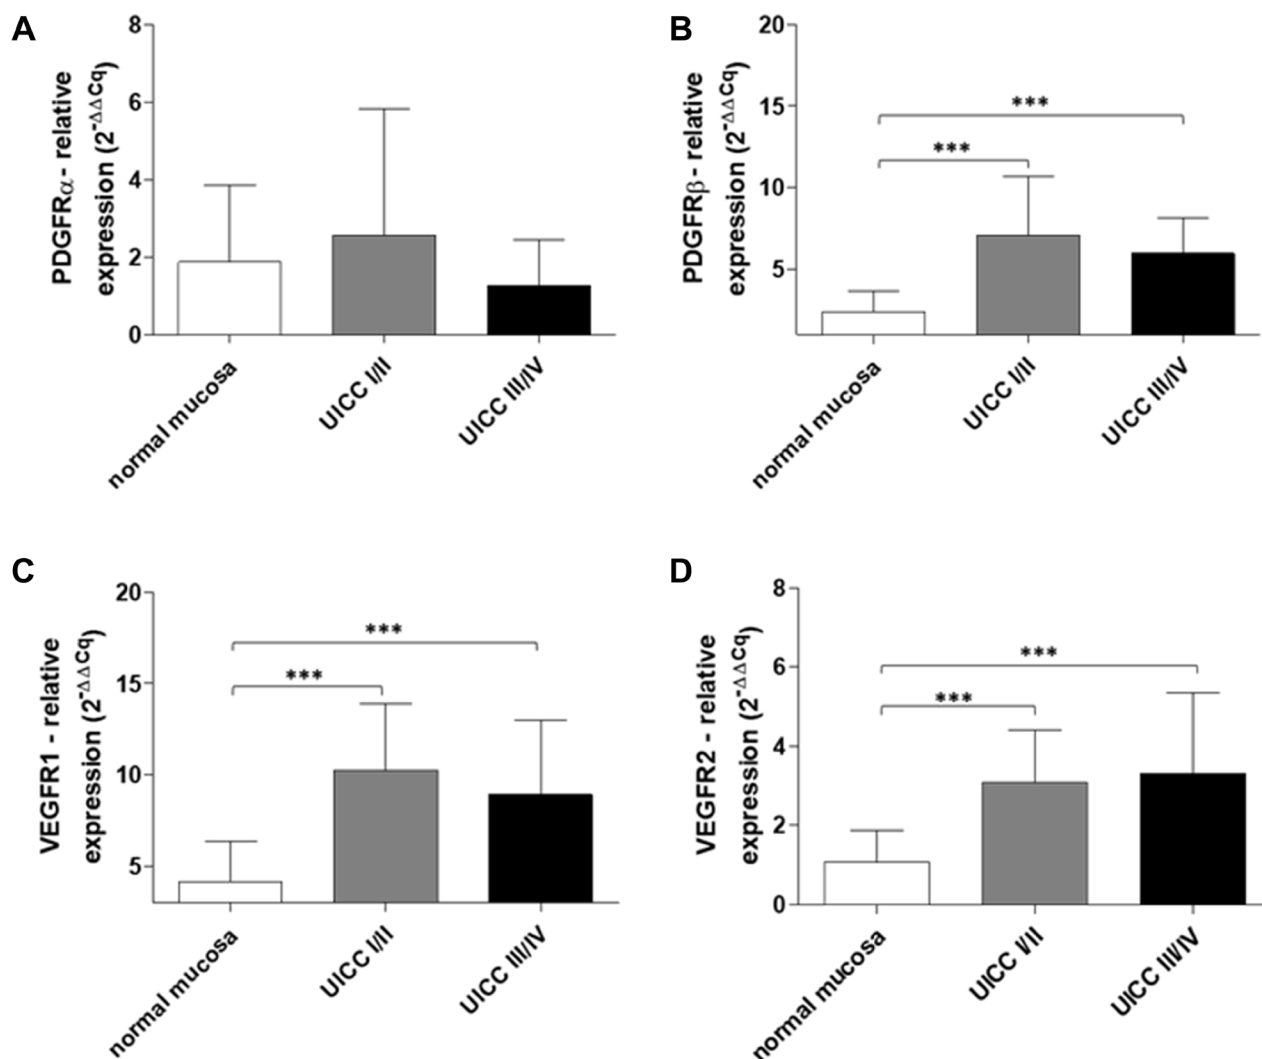 A
PDGFRα- relative
expression (2^-ΔΔCq)
8
6
4
2
0
normal mucosa
UICC I/II
UICC III/IV
B
PDGFRβ- relative
expression (2^-ΔΔCq)
20
15
10
5
***
***
normal mucosa
UICC I/II
UICC III/IV
C
VEGFR1 - relative
expression (2^-ΔΔCq)
20
15
10
5
***
***
normal mucosa
UICC I/II
UICC III/IV
D
VEGFR2 - relative
expression (2^-ΔΔCq)
8
6
4
2
0
***
***
normal mucosa
UICC I/II
UICC III/IV